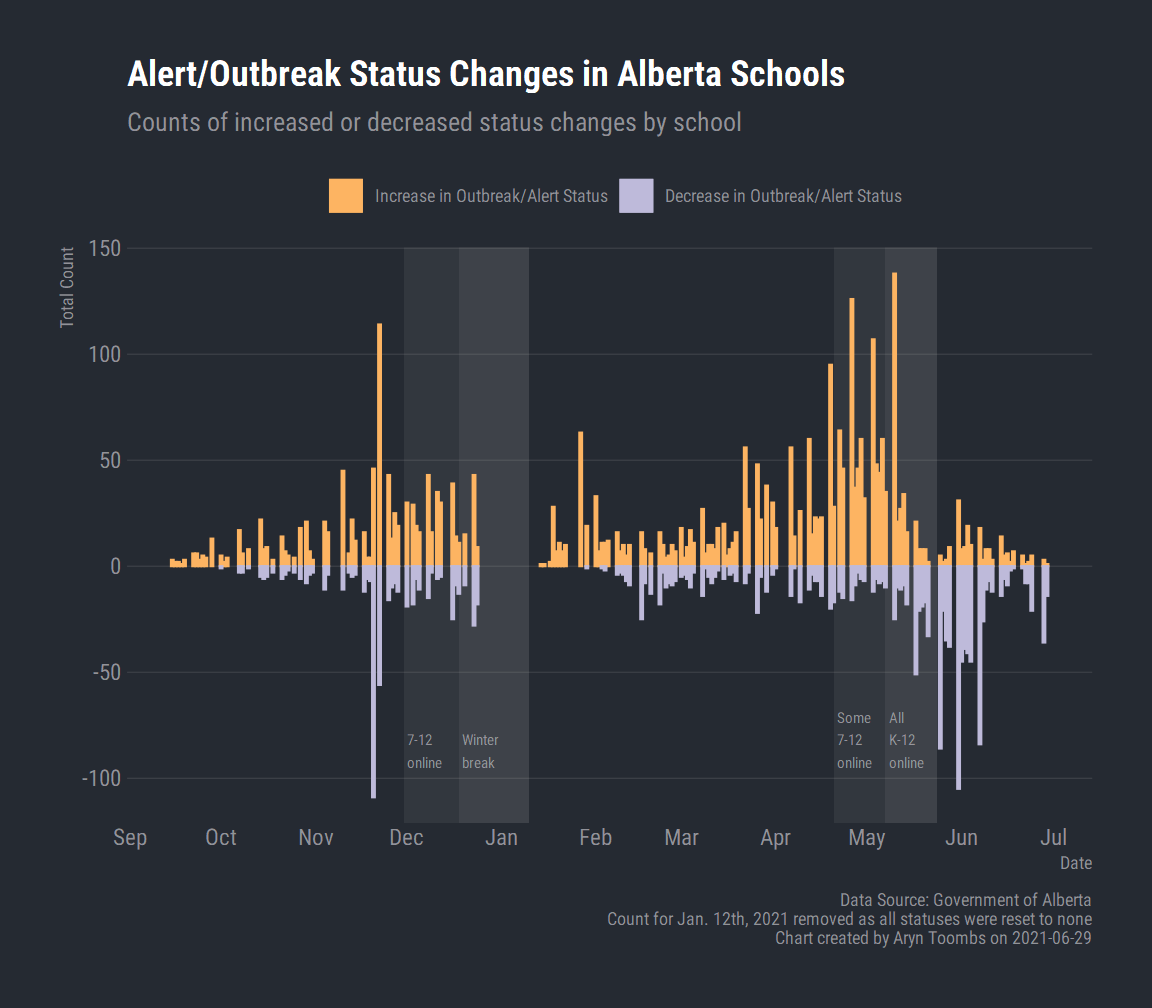 Alert/Outbreak Status Changes in Alberta Schools
Counts of increased or decreased status changes by school
Increase in Outbreak/Alert Status
Decrease in Outbreak/Alert Status
Total Count
150
100
50
0
-50
-100
7-12
online
Winter
break
Some
7-12
online
All
K-12
online
Sep
Oct
Nov
Dec
Jan
Feb
Mar
Apr
May
Jun
Jul
Date
Data Source: Government of Alberta
Count for Jan. 12th, 2021 removed as all statuses were reset to none
Chart created by Aryn Toombs on 2021-06-29